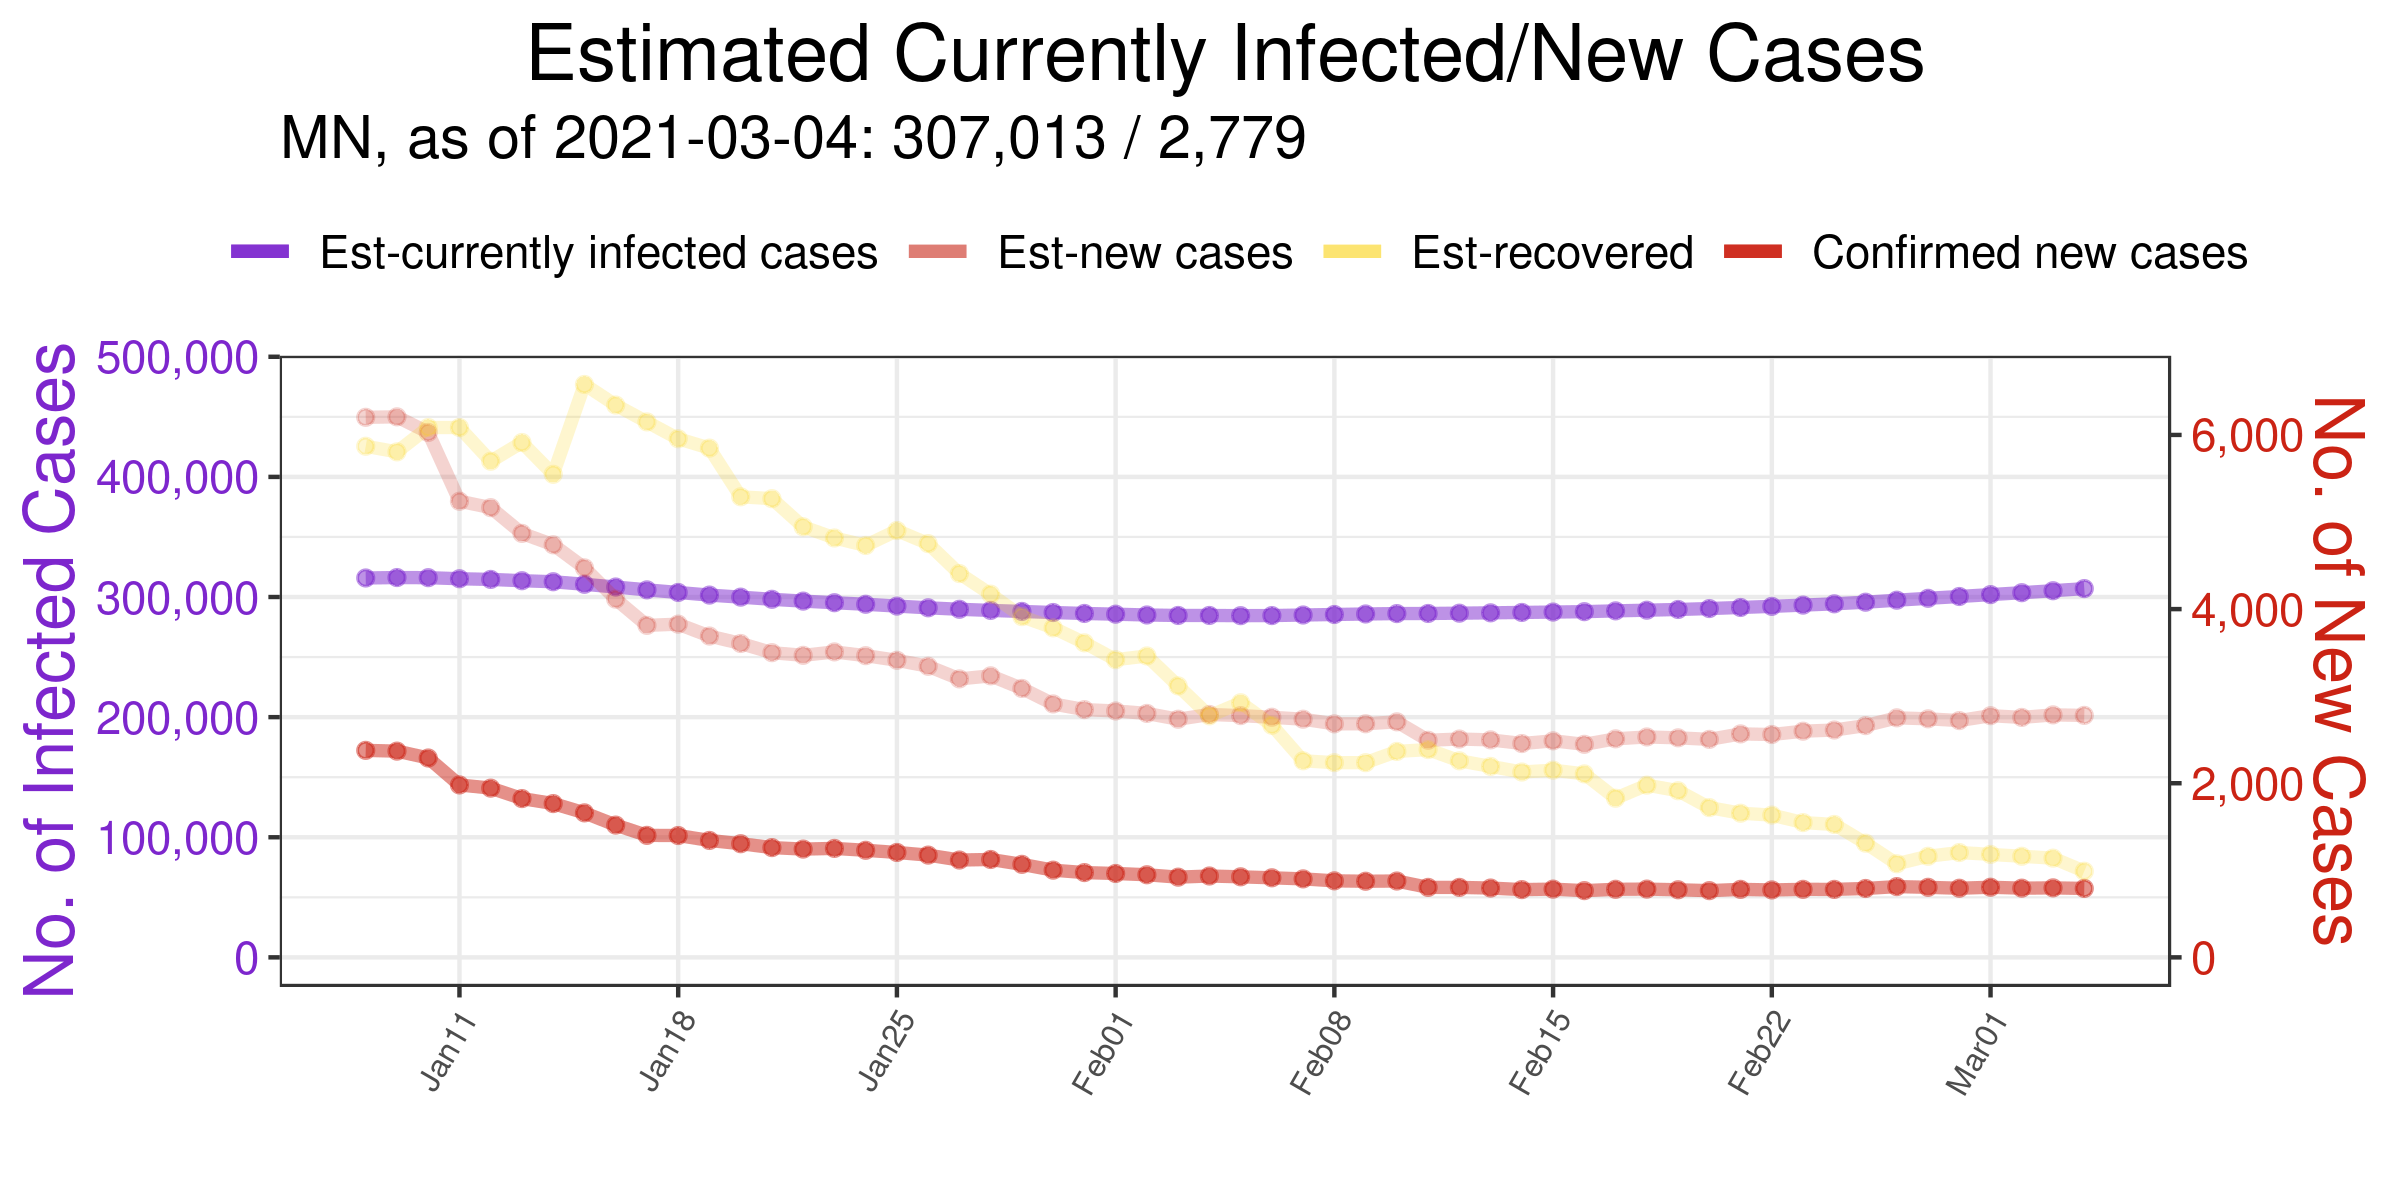 Estimated Currently Infected/New Cases
MN, as of 2021-03-04: 307,013 / 2,779
Est-currently infected cases
Est-new cases
Est-recovered
Confirmed new cases
No. of Infected Cases
500,000
400,000
300,000
200,000
100,000
0
6,000
4,000
2,000
0
No. of New Cases
Jan11
Jan18
Jan25
Feb01
Feb08
Feb15
Feb22
Mar01